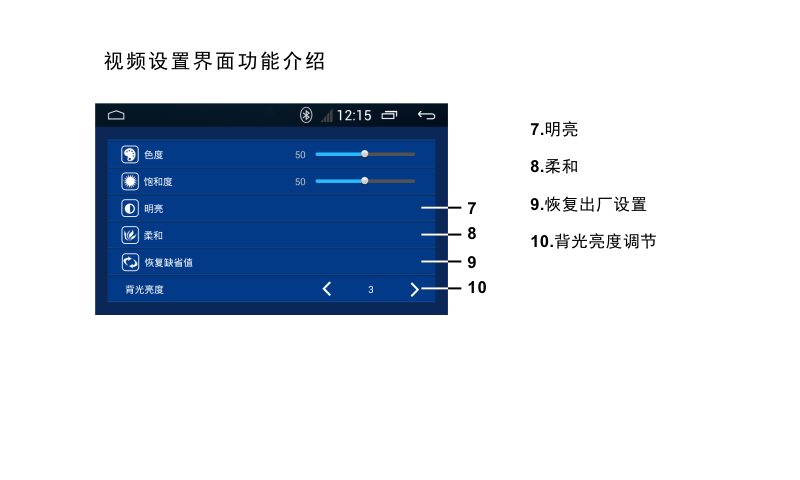 视频设置界面功能介绍
12:15
色度 50
饱和度 50
明亮 7
柔和 8
恢复缺省值 9
背光亮度 3 10
7.明亮
8.柔和
9.恢复出厂设置
10.背光亮度调节